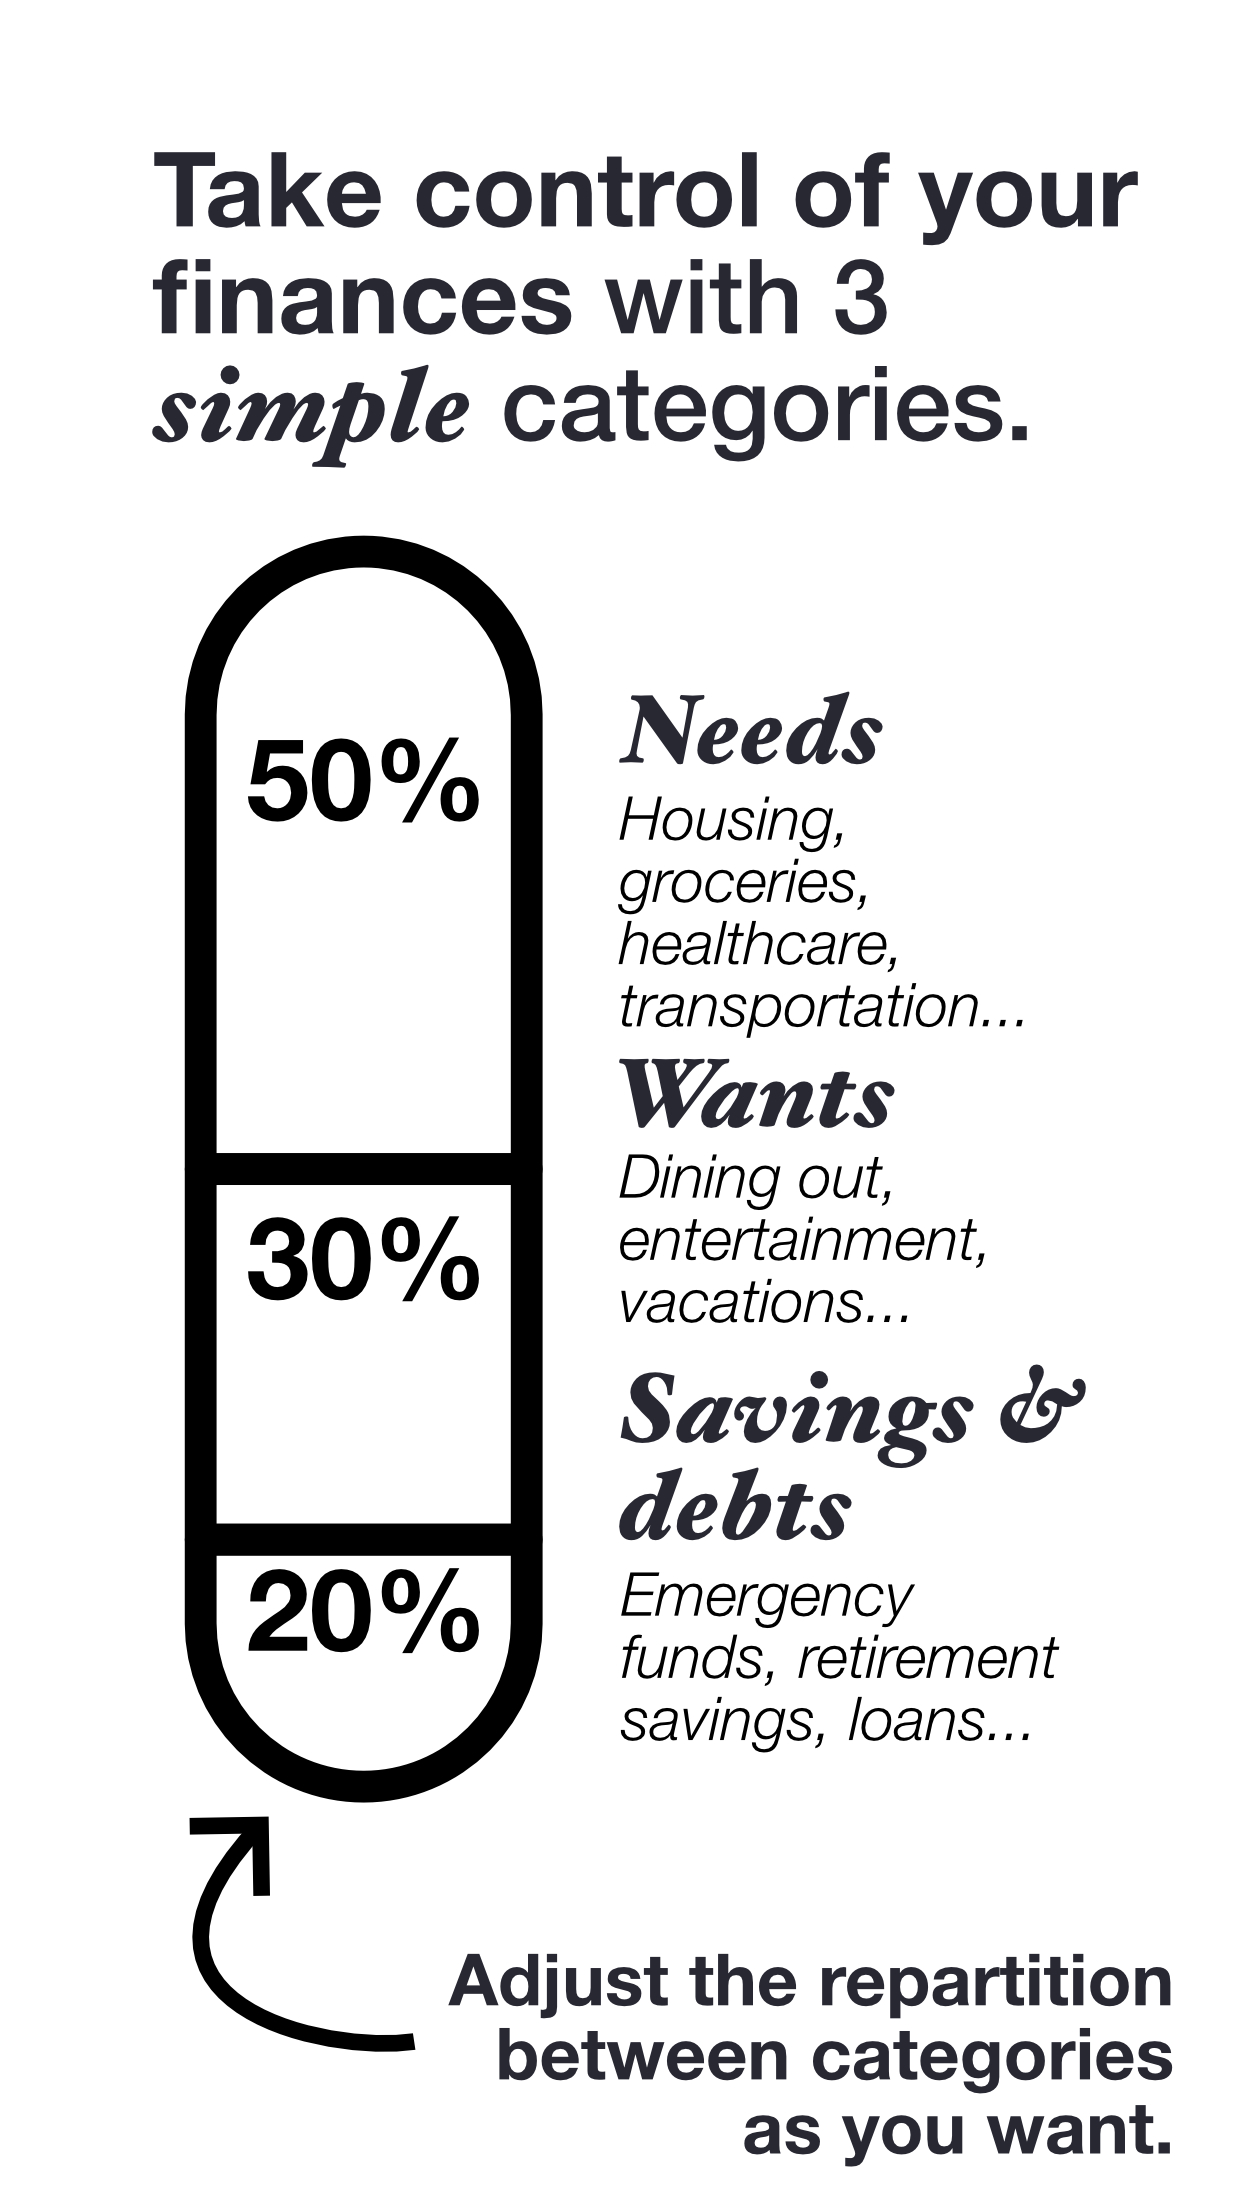 Take control of your
finances with 3
simple categories.
50%
Needs
Housing,
groceries,
healthcare,
transportation...
30%
Wants
Dining out,
entertainment,
vacations...
20%
Savings &
debts
Emergency
funds, retirement
savings, loans...
Adjust the repartition
between categories
as you want.